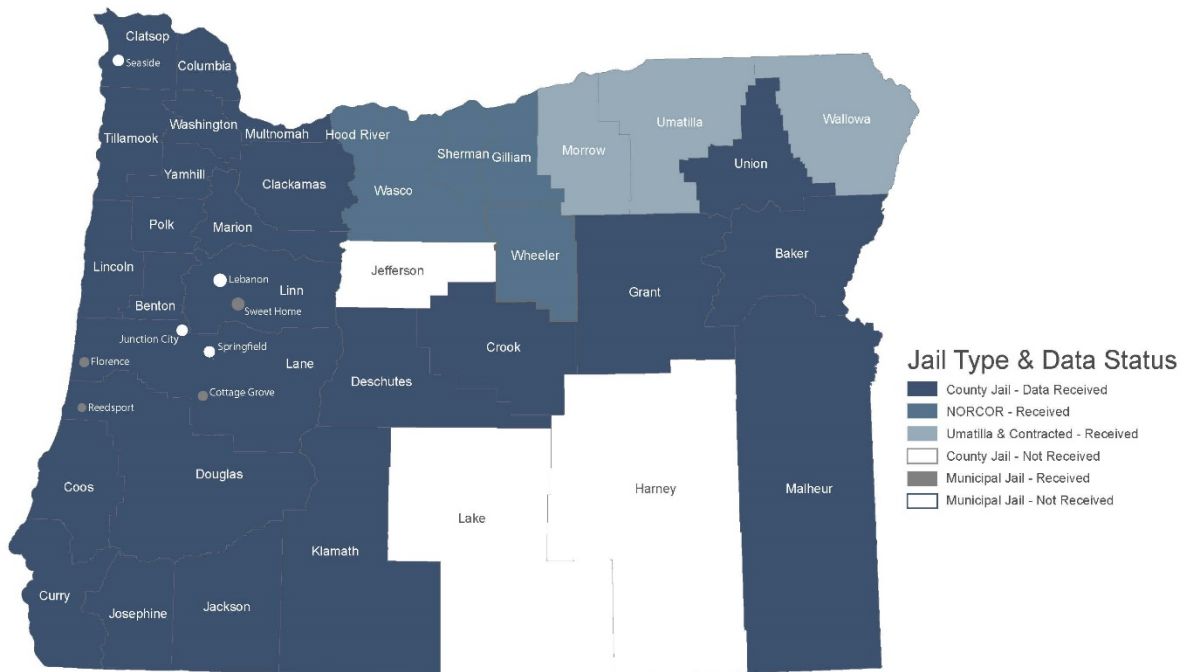 Clatsop
Seaside
Columbia
Tillamook
Washington
Multnomah
Hood River
Sherman
Gilliam
Morrow
Umatilla
Wallowa
Union
Yamhill
Clackamas
Wasco
Polk
Marion
Wheeler
Baker
Lincoln
Jefferson
Lebanon
Linn
Grant
Benton
Sweet Home
Junction City
Springfield
Lane
Crook
Florence
Deschutes
Cottage Grove
Reedsport
Douglas
Coos
Harney
Malheur
Lake
Klamath
Curry
Josephine
Jackson
Jail Type & Data Status
County Jail - Data Received
NORCOR - Received
Umatilla & Contracted - Received
County Jail - Not Received
Municipal Jail - Received
Municipal Jail - Not Received